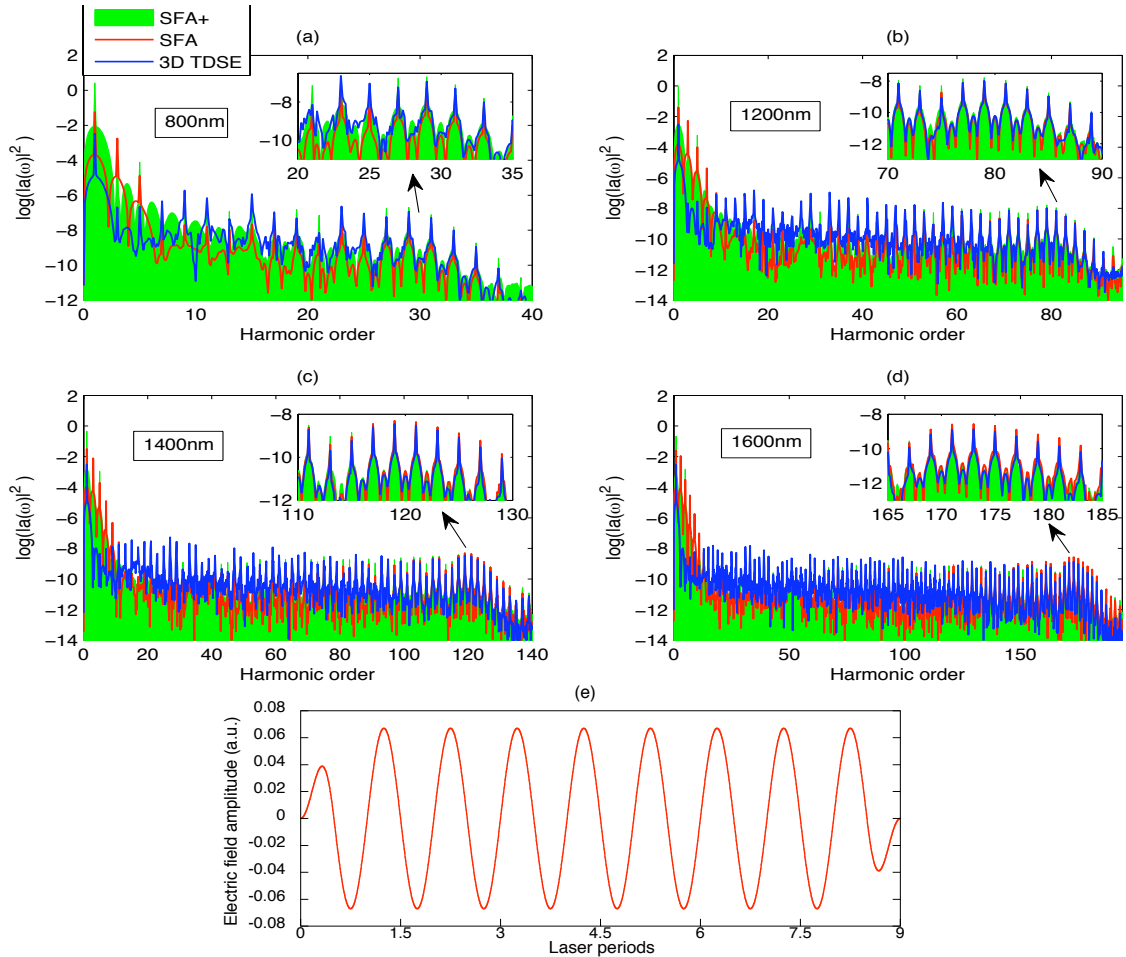 SFA+
SFA
3D TDSE
(a)
2
0
−2
−4
−6
−8
−10
−12
log(|a(ω)|²)
800nm
−8
−10
20 25 30 35
0 10 20 30 40
Harmonic order
(b)
2
0
−2
−4
−6
−8
−10
−12
−14
log(|a(ω)|²)
1200nm
−8
−10
−12
70 80 90
0 20 40 60 80
Harmonic order
(c)
2
0
−2
−4
−6
−8
−10
−12
−14
log(|a(ω)|²)
1400nm
−8
−10
−12
110 120 130
0 20 40 60 80 100 120 140
Harmonic order
(d)
2
0
−2
−4
−6
−8
−10
−12
−14
log(|a(ω)|²)
1600nm
−8
−10
−12
165 170 175 180 185
0 50 100 150
Harmonic order
(e)
0.08
0.06
0.04
0.02
0
-0.02
-0.04
-0.06
-0.08
Electric field amplitude (a.u.)
0 1.5 3 4.5 6 7.5 9
Laser periods